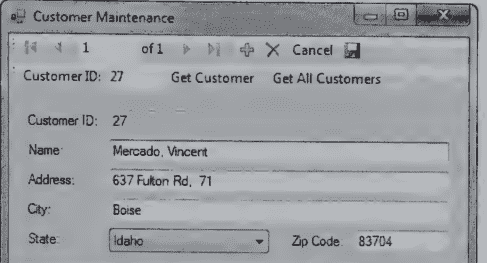 Customer Maintenance
1 of 1 Cancel
Customer ID: 27 Get Customer Get All Customers
Customer ID: 27
Name: Mercado, Vincent
Address: 637 Fulton Rd, 71
City: Boise
State: Idaho Zip Code: 83704